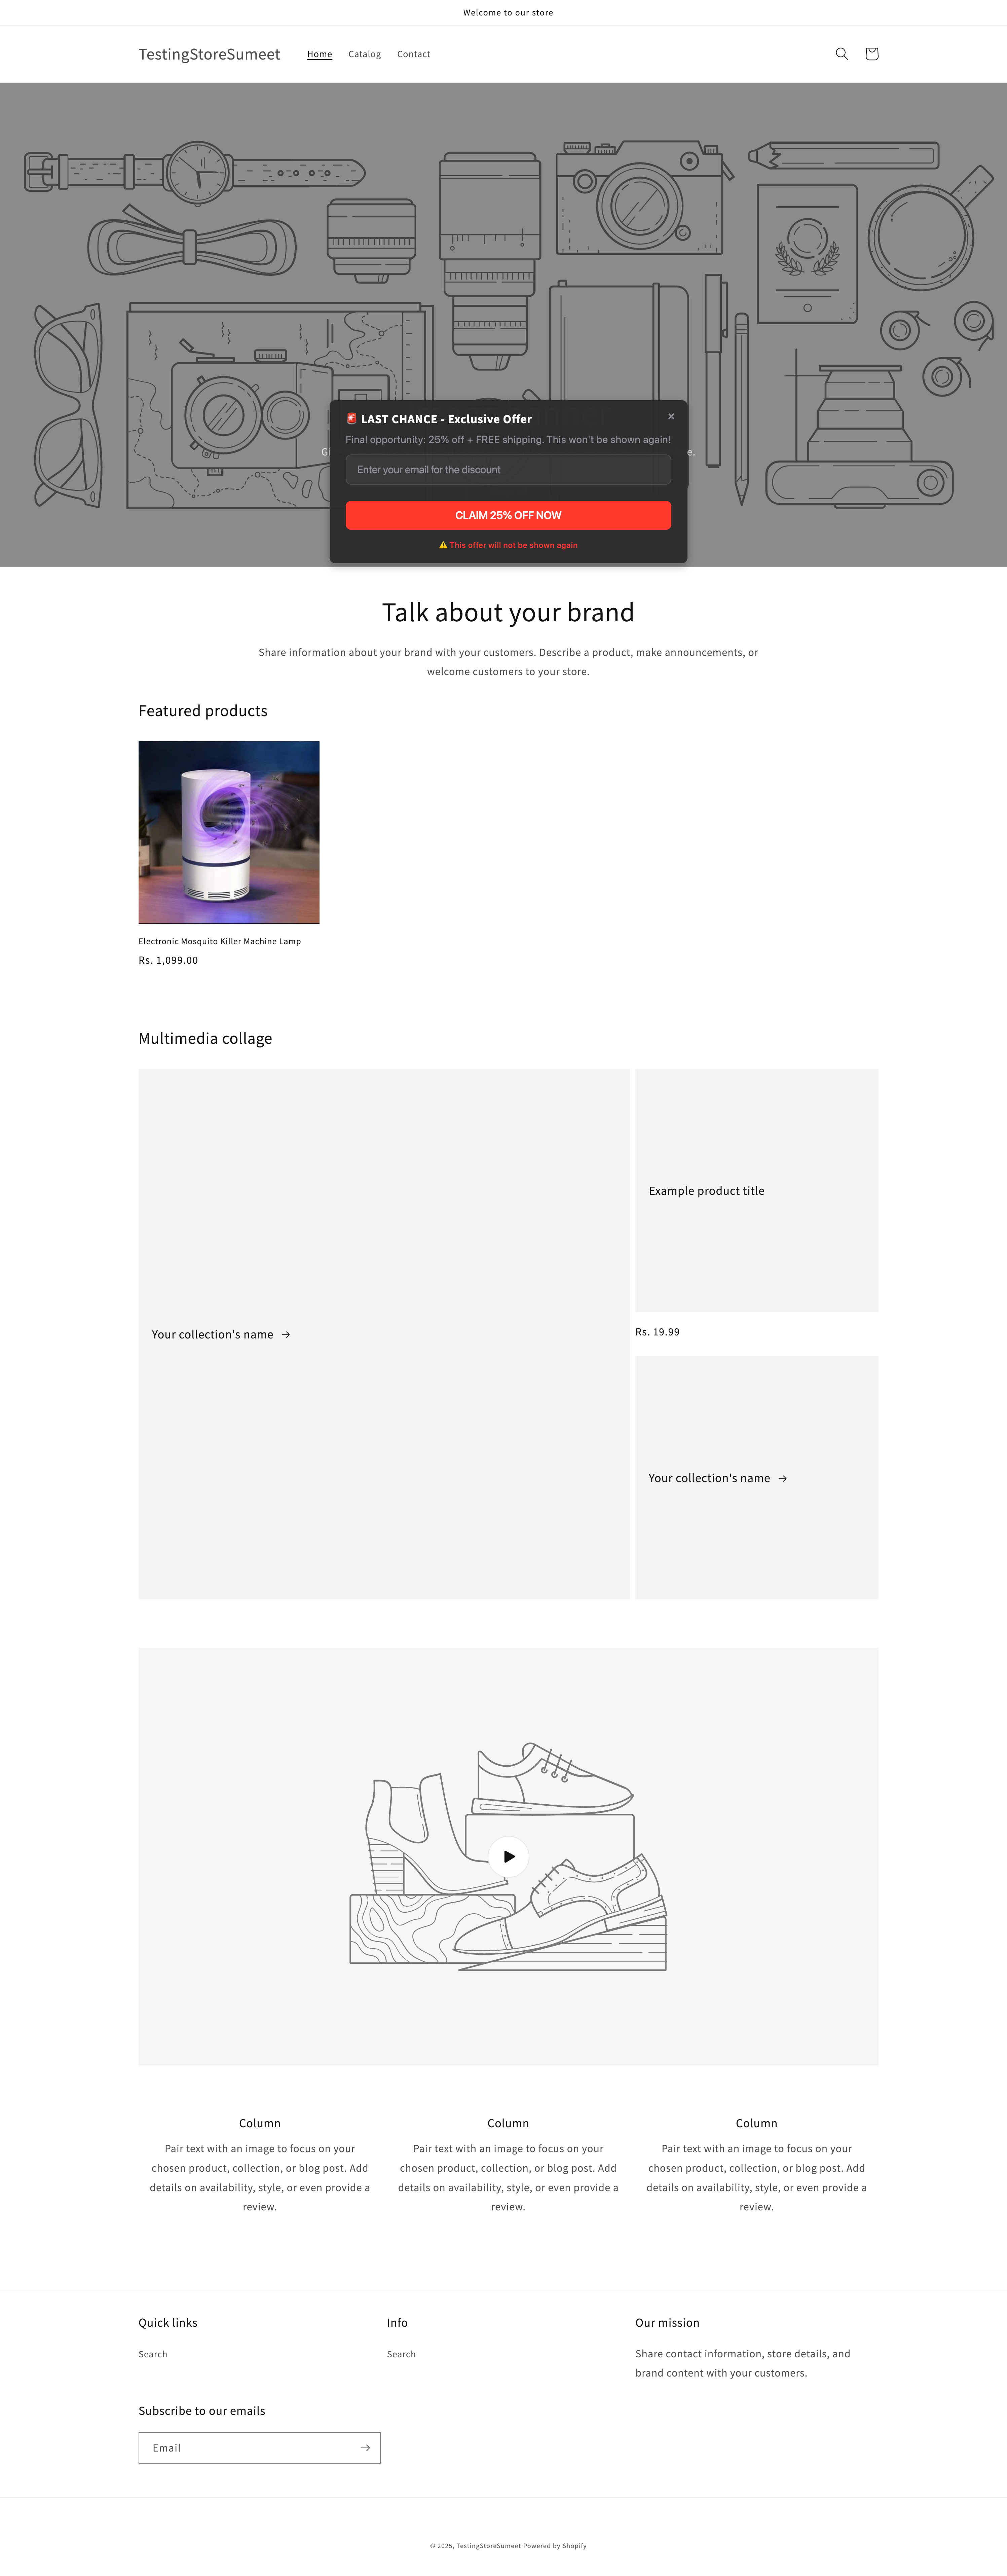 Welcome to our store
TestingStoreSumeet
Home Catalog Contact
🚨 LAST CHANCE - Exclusive Offer
×
Final opportunity: 25% off + FREE shipping. This won't be shown again!
G
e.
Enter your email for the discount
CLAIM 25% OFF NOW
⚠️ This offer will not be shown again
Talk about your brand
Share information about your brand with your customers. Describe a product, make announcements, or
welcome customers to your store.
Featured products
Electronic Mosquito Killer Machine Lamp
Rs. 1,099.00
Multimedia collage
Your collection's name →
Example product title
Rs. 19.99
Your collection's name →
Column
Pair text with an image to focus on your
chosen product, collection, or blog post. Add
details on availability, style, or even provide a
review.
Column
Pair text with an image to focus on your
chosen product, collection, or blog post. Add
details on availability, style, or even provide a
review.
Column
Pair text with an image to focus on your
chosen product, collection, or blog post. Add
details on availability, style, or even provide a
review.
Quick links
Search
Info
Search
Our mission
Share contact information, store details, and
brand content with your customers.
Subscribe to our emails
Email
© 2025, TestingStoreSumeet Powered by Shopify